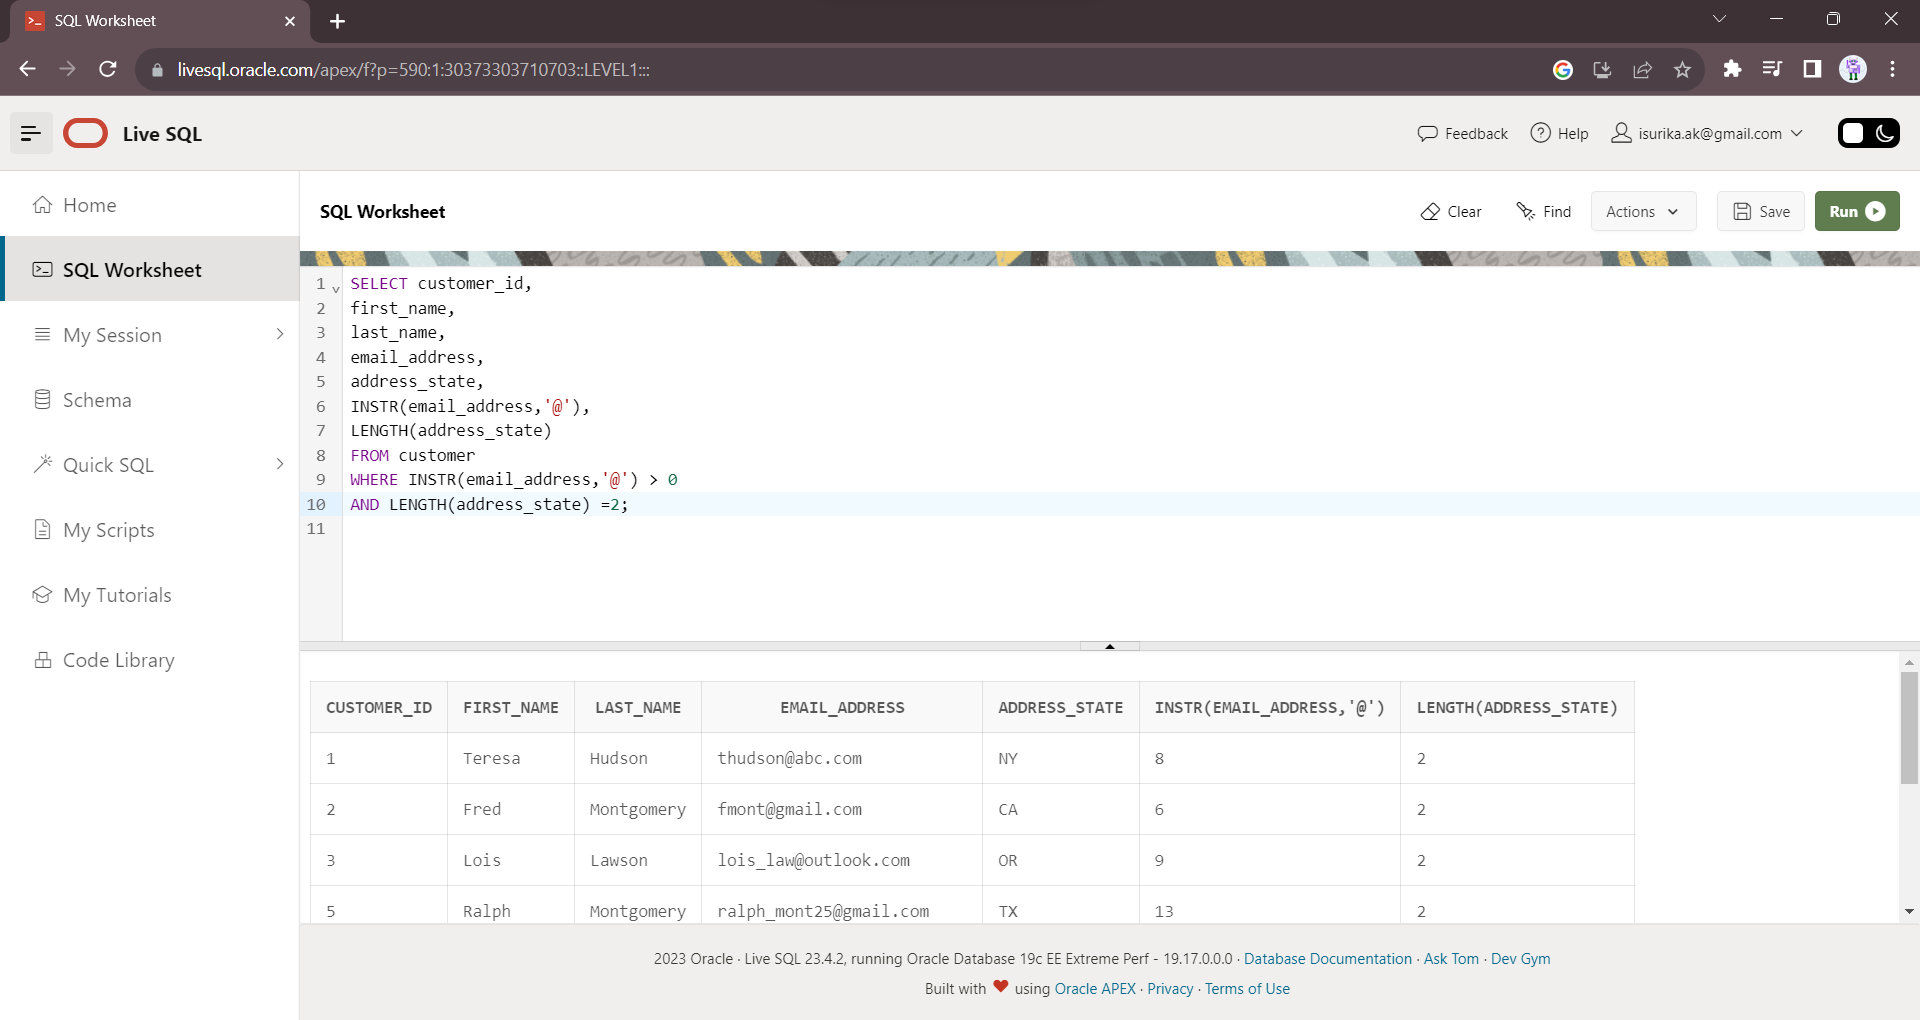 SQL Worksheet
livesql.oracle.com/apex/f?p=590:1:30373303710703::LEVEL1:::
Live SQL
Feedback
Help
isurika.ak@gmail.com
Home
SQL Worksheet
My Session
Schema
Quick SQL
My Scripts
My Tutorials
Code Library
SQL Worksheet
Clear
Find
Actions
Save
Run
1 SELECT customer_id,
2 first_name,
3 last_name,
4 email_address,
5 address_state,
6 INSTR(email_address,'@'),
7 LENGTH(address_state)
8 FROM customer
9 WHERE INSTR(email_address,'@') > 0
10 AND LENGTH(address_state) =2;
11
CUSTOMER_ID FIRST_NAME LAST_NAME EMAIL_ADDRESS ADDRESS_STATE INSTR(EMAIL_ADDRESS,'@') LENGTH(ADDRESS_STATE)
1 Teresa Hudson thudson@abc.com NY 8 2
2 Fred Montgomery fmont@gmail.com CA 6 2
3 Lois Lawson lois_law@outlook.com OR 9 2
5 Ralph Montgomery ralph_mont25@gmail.com TX 13 2
2023 Oracle · Live SQL 23.4.2, running Oracle Database 19c EE Extreme Perf - 19.17.0.0.0 · Database Documentation · Ask Tom · Dev Gym
Built with ❤ using Oracle APEX · Privacy · Terms of Use